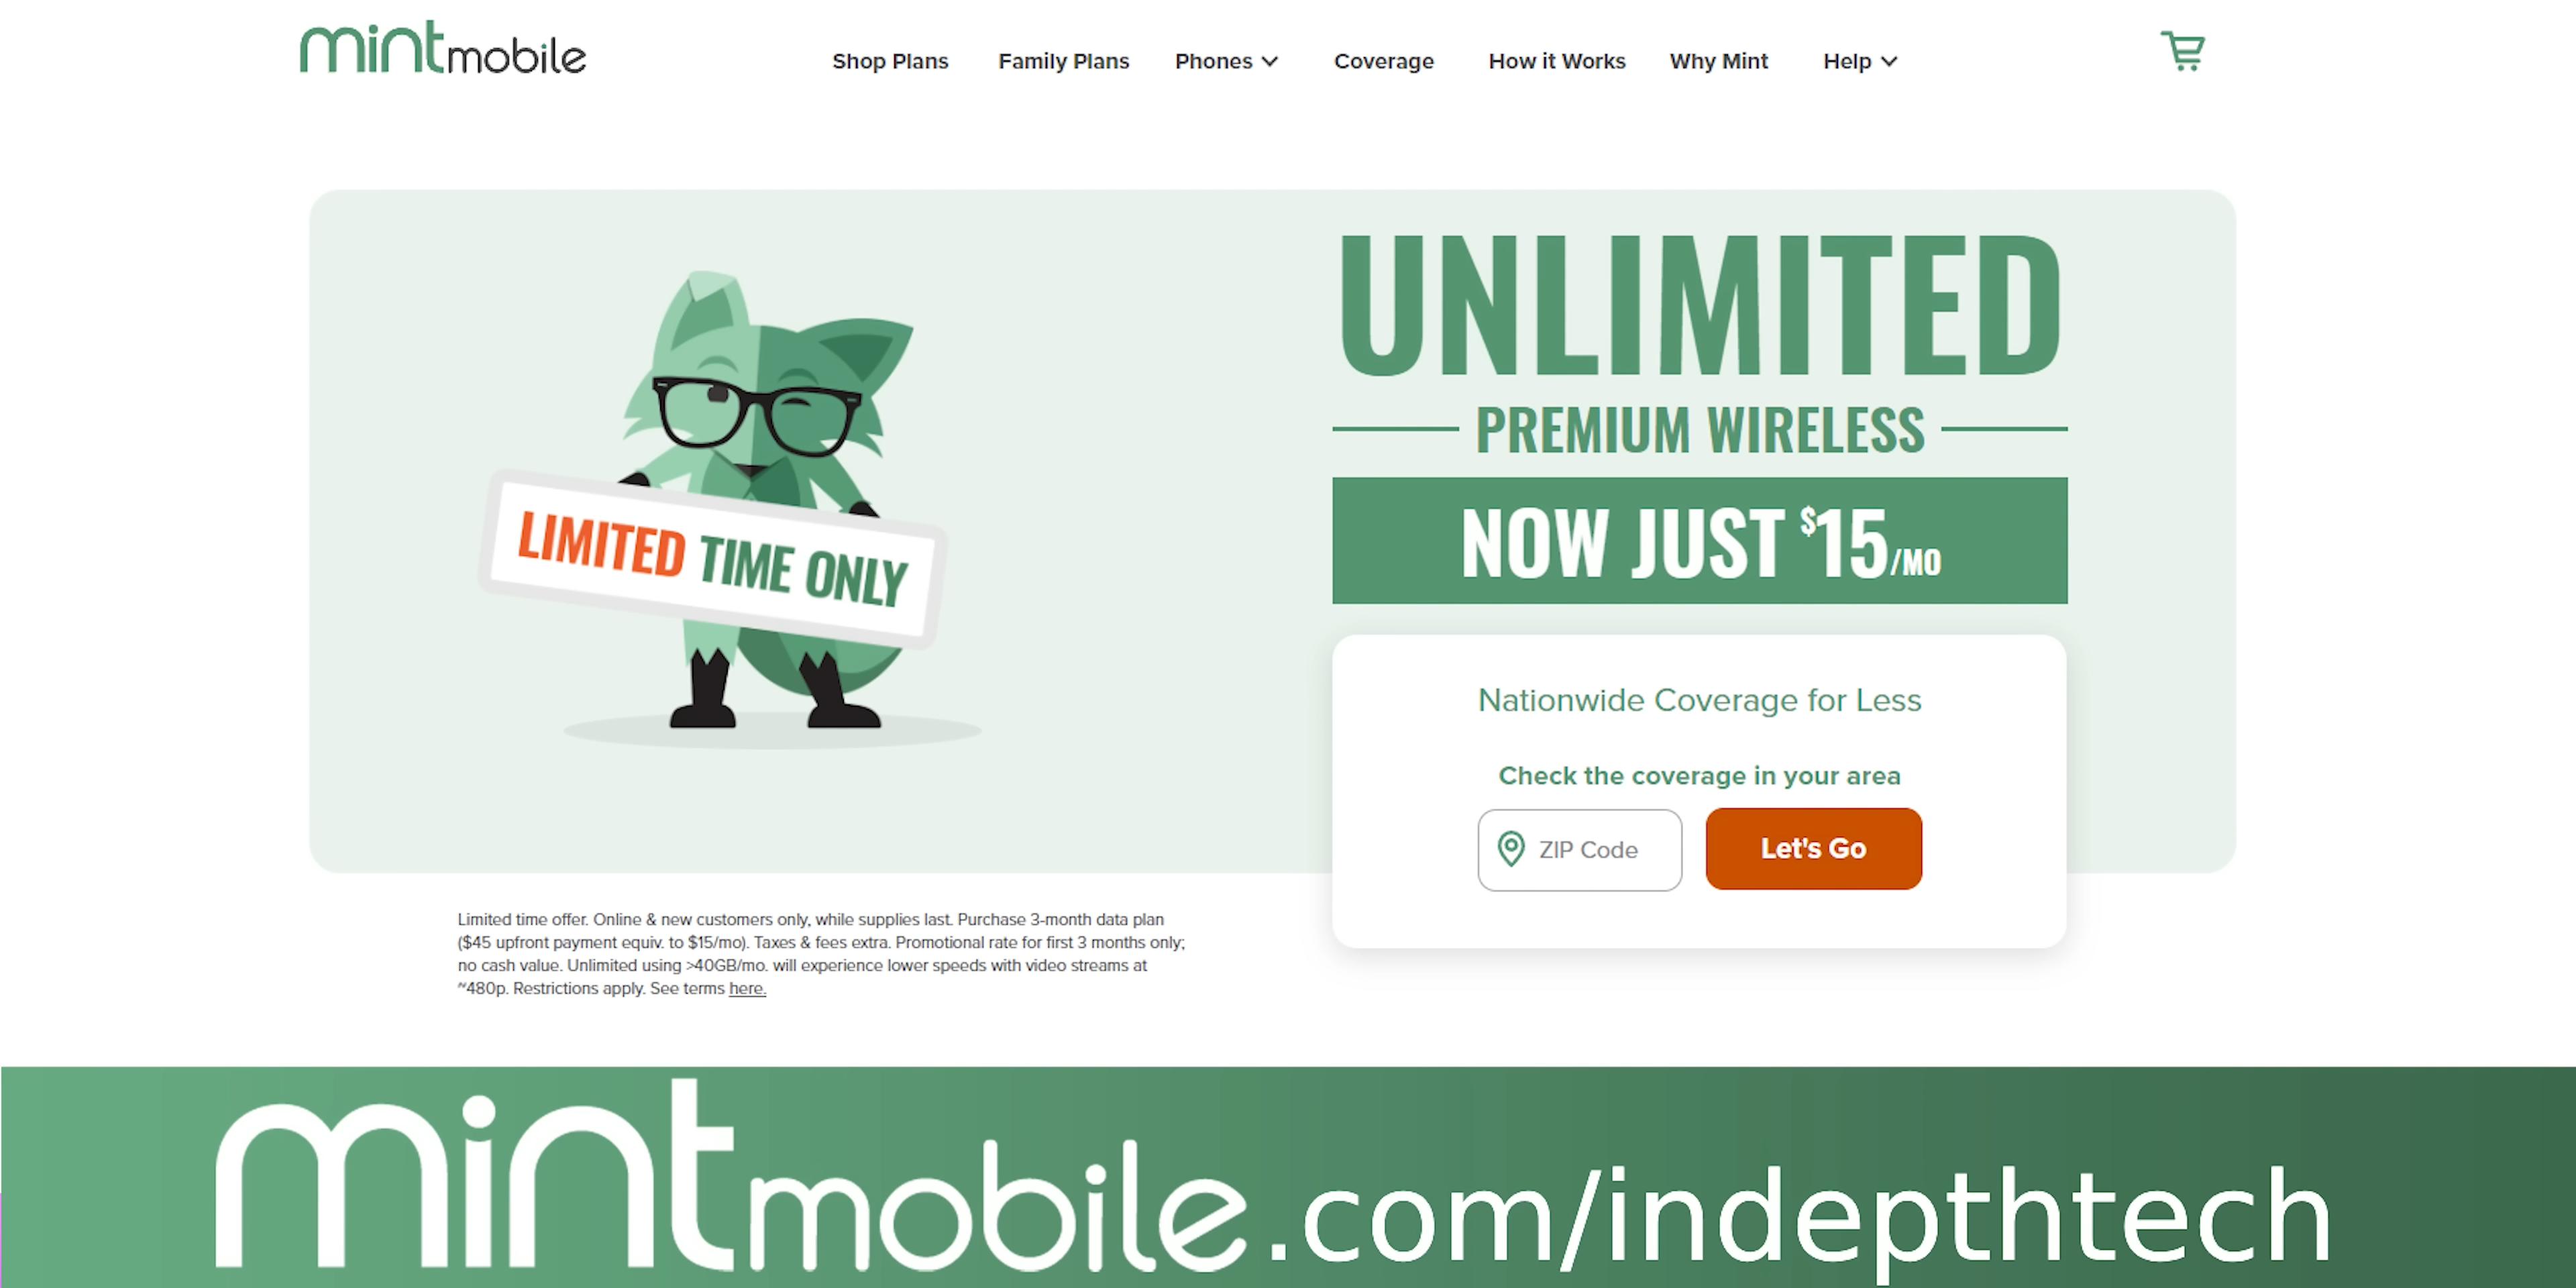 mintmobile
Shop Plans Family Plans Phones Coverage How it Works Why Mint Help
UNLIMITED
PREMIUM WIRELESS
NOW JUST $15/MO
LIMITED TIME ONLY
Nationwide Coverage for Less
Check the coverage in your area
ZIP Code Let's Go
Limited time offer. Online & new customers only, while supplies last. Purchase 3-month data plan
($45 upfront payment equiv. to $15/mo). Taxes & fees extra. Promotional rate for first 3 months only;
no cash value. Unlimited using >40GB/mo. will experience lower speeds with video streams at
~480p. Restrictions apply. See terms here.
mintmobile.com/indepthtech